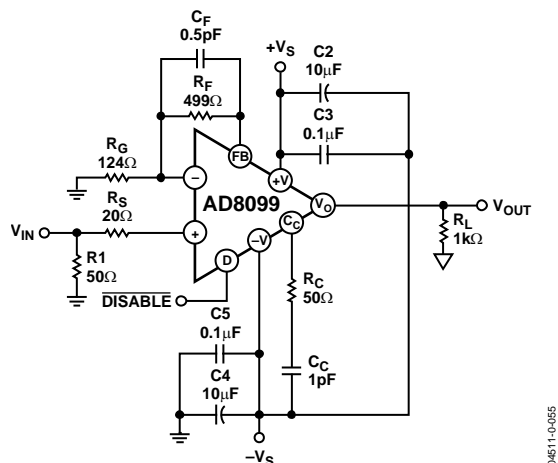 CF
0.5pF
+VS
C2
10μF
RF
499Ω
C3
0.1μF
RG
124Ω
FB
+V
–
AD8099
VO
VOUT
RS
20Ω
CC
RL
1kΩ
VIN
+
–V
R1
50Ω
D
RC
50Ω
DISABLE
C5
0.1μF
CC
1pF
C4
10μF
–VS
04511-0-055